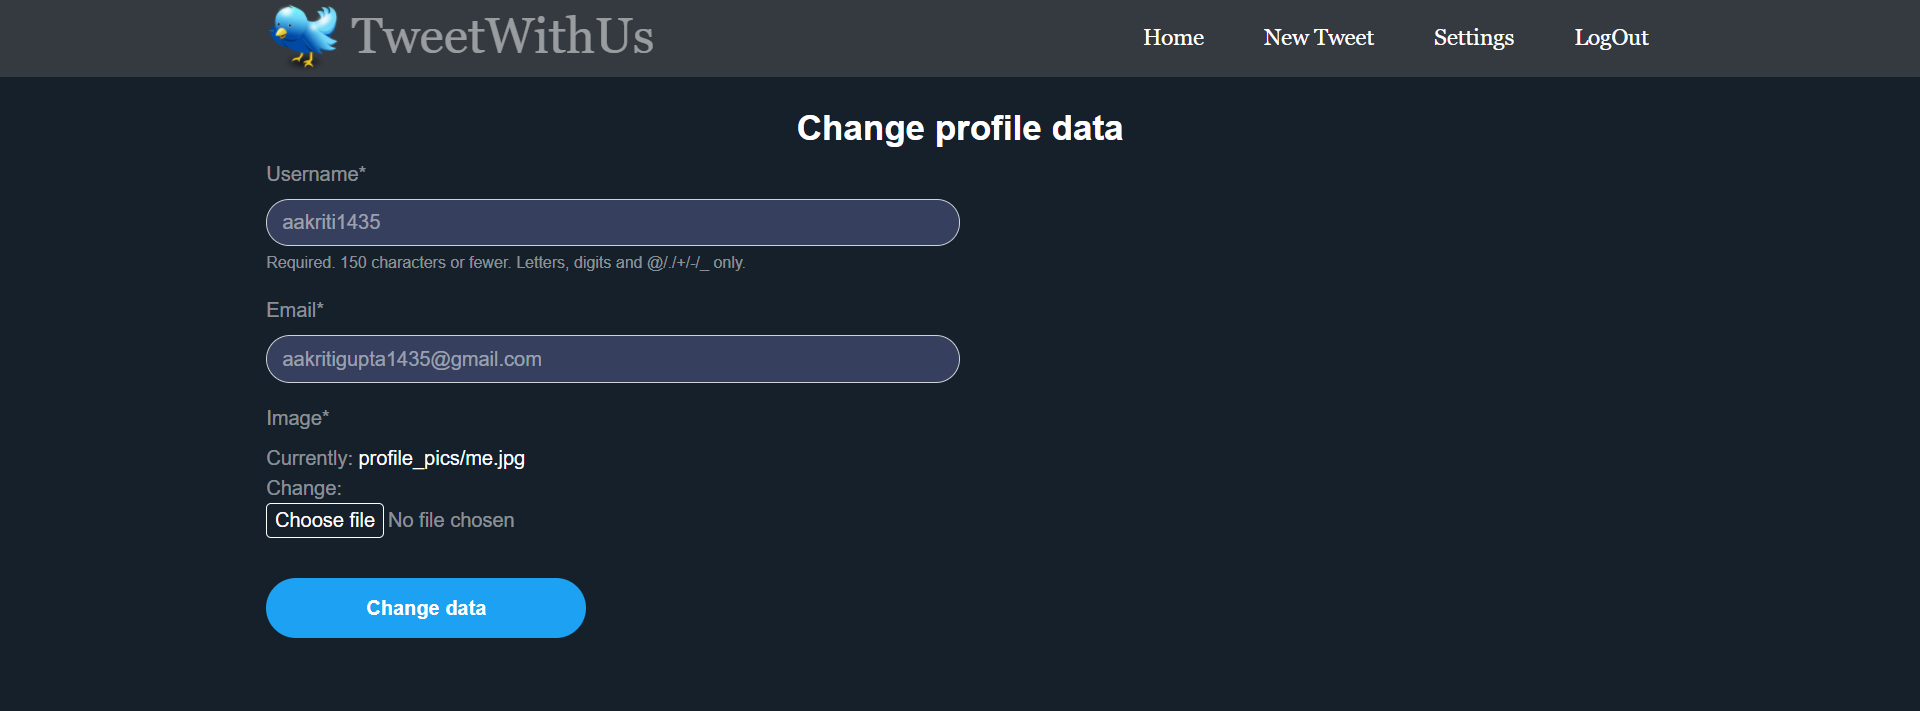 TweetWithUs
Home New Tweet Settings LogOut
Change profile data
Username*
aakriti1435
Required. 150 characters or fewer. Letters, digits and @/./+/-/_ only.
Email*
aakritigupta1435@gmail.com
Image*
Currently: profile_pics/me.jpg
Change:
Choose file No file chosen
Change data